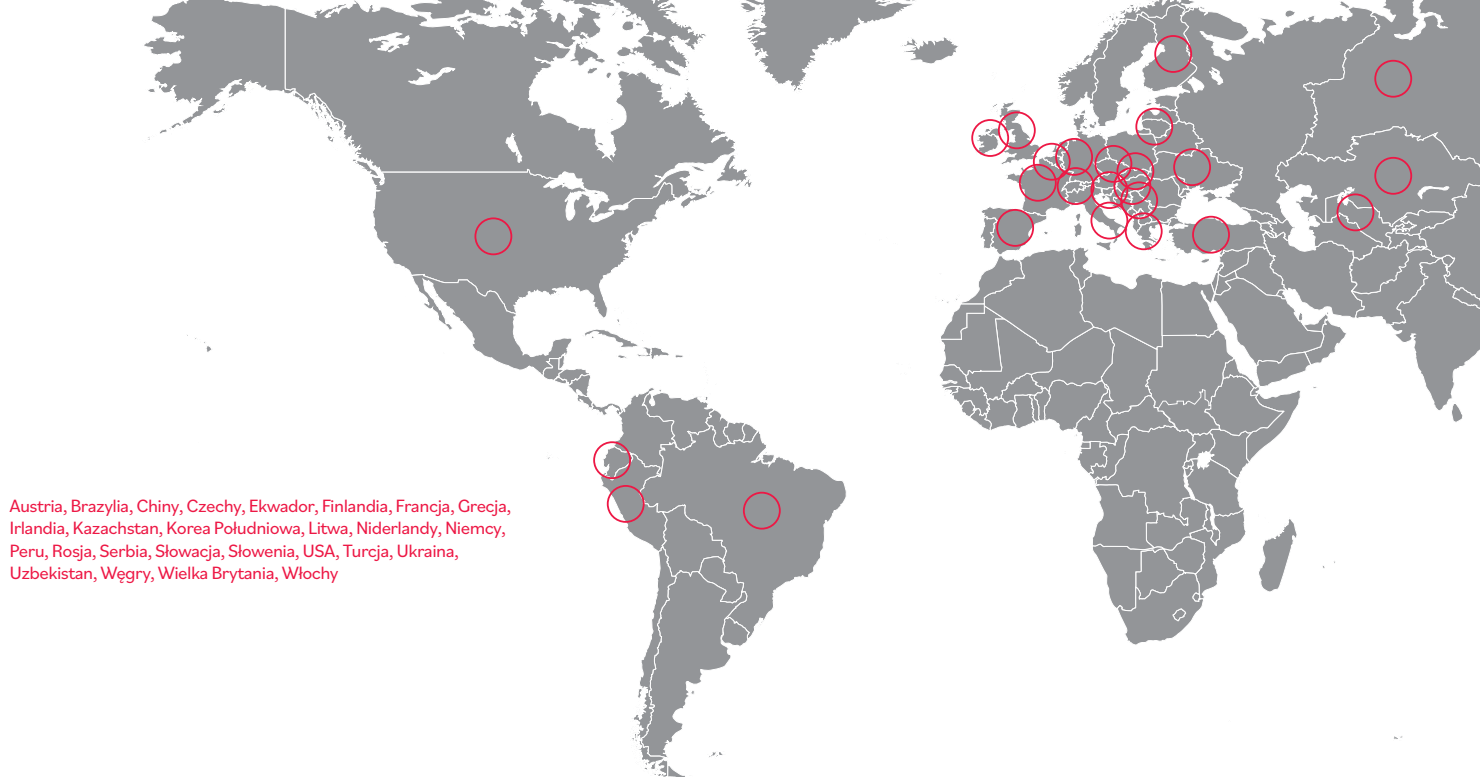 Austria, Brazylia, Chiny, Czechy, Ekwador, Finlandia, Francja, Grecja,
Irlandia, Kazachstan, Korea Południowa, Litwa, Niderlandy, Niemcy,
Peru, Rosja, Serbia, Słowacja, Słowenia, USA, Turcja, Ukraina,
Uzbekistan, Węgry, Wielka Brytania, Włochy